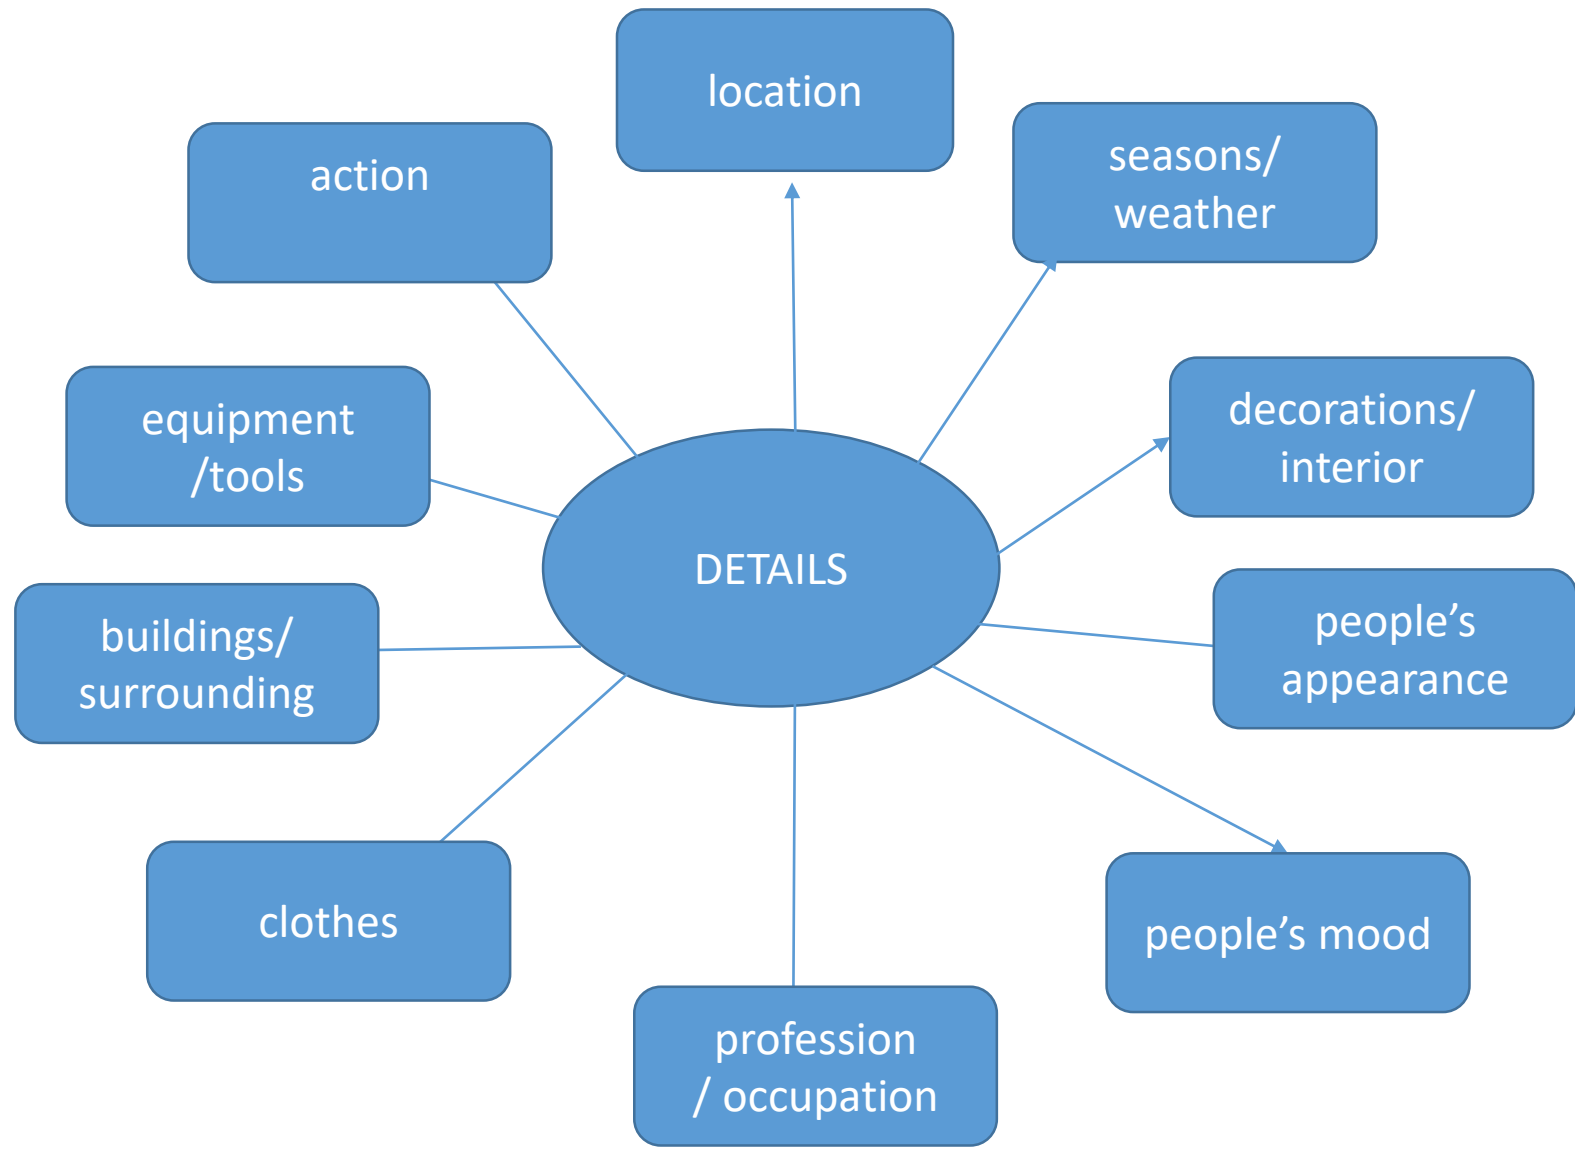 location
seasons/
weather
action
decorations/
interior
equipment
/tools
DETAILS
people’s
appearance
buildings/
surrounding
people’s mood
clothes
profession
/ occupation